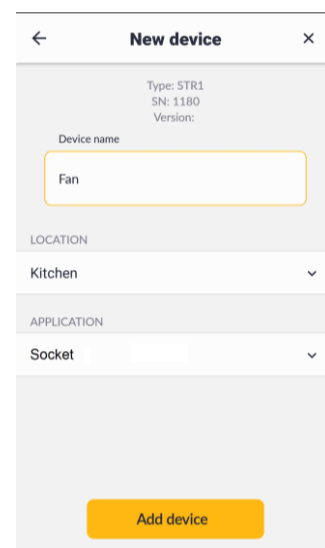 New device
Type: STR1
SN: 1180
Version:
Device name
Fan
LOCATION
Kitchen
APPLICATION
Socket
Add device